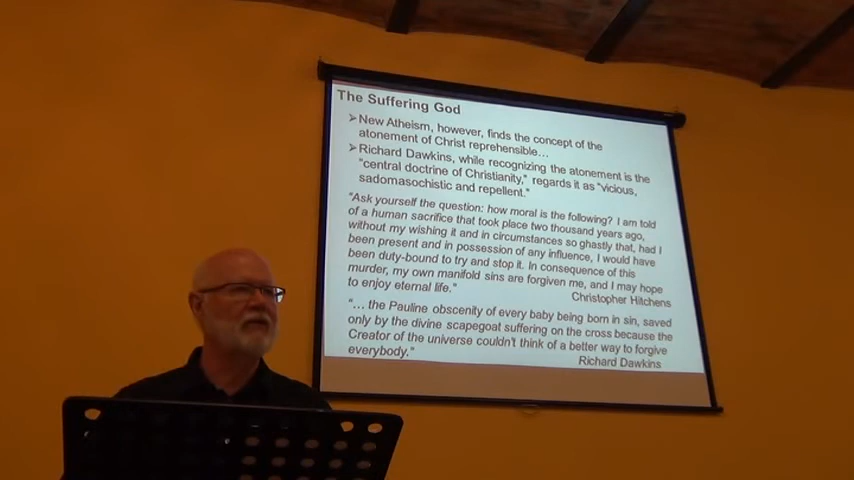 The Suffering God
➢New Atheism, however, finds the concept of the
atonement of Christ reprehensible…
➢Richard Dawkins, while recognizing the atonement is the
"central doctrine of Christianity," regards it as "vicious,
sadomasochistic and repellent."
"Ask yourself the question: how moral is the following? I am told
of a human sacrifice that took place two thousand years ago,
without my wishing it and in circumstances so ghastly that, had I
been present and in possession of any influence, I would have
been duty-bound to try and stop it. In consequence of this
murder, my own manifold sins are forgiven me, and I may hope
to enjoy eternal life."
Christopher Hitchens
"… the Pauline obscenity of every baby being born in sin, saved
only by the divine scapegoat suffering on the cross because the
Creator of the universe couldn't think of a better way to forgive
everybody."
Richard Dawkins